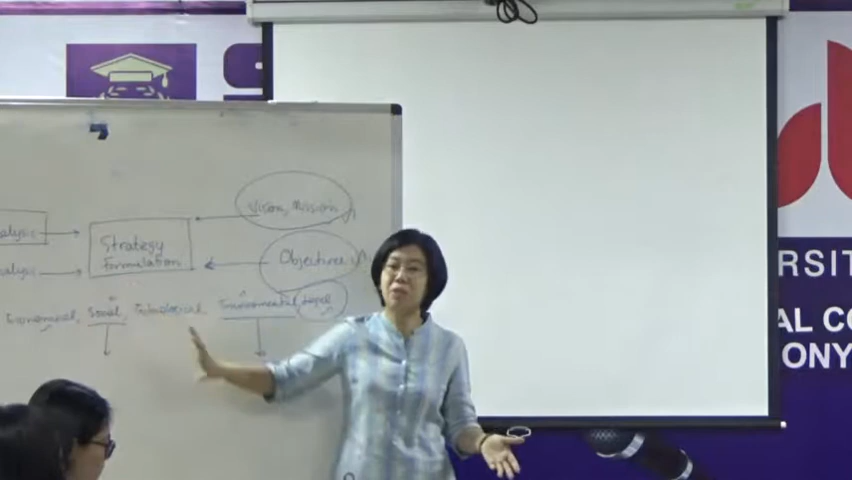 Vision, Mission
alysis
Strategy
Formulation
Objectives
alysis
Economical, Social, Technological, Environmental, Legal
RSIT
AL CO
ONY